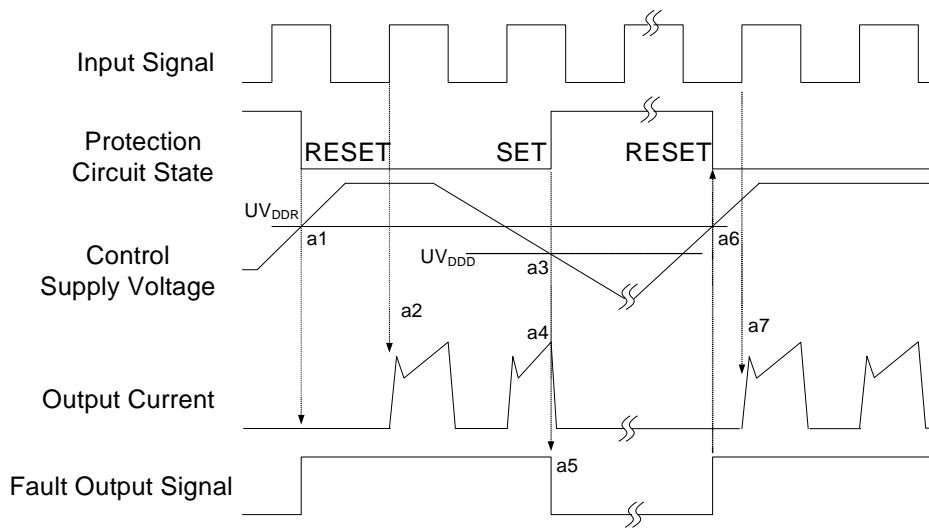 Input Signal
Protection
Circuit State
RESET
SET
RESET
UVDDR
a1
a6
Control
Supply Voltage
UVDDD
a3
a2
a4
a7
Output Current
a5
Fault Output Signal